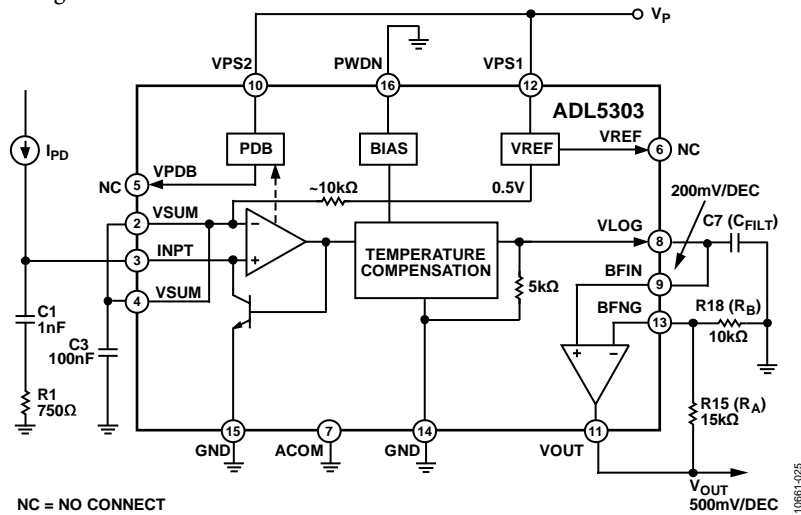 VP
VPS2
PWDN
VPS1
10
16
12
ADL5303
IPD
PDB
BIAS
VREF
VREF
6
NC
NC
5
VPDB
~10kΩ
0.5V
200mV/DEC
2
VSUM
C7 (CFILT)
VLOG
8
3
INPT
TEMPERATURE
COMPENSATION
BFIN
9
4
VSUM
5kΩ
BFNG
13
R18 (RB)
10kΩ
C1
1nF
C3
100nF
R1
750Ω
R15 (RA)
15kΩ
15
7
14
11
GND
ACOM
GND
VOUT
VOUT
500mV/DEC
NC = NO CONNECT
10661-025